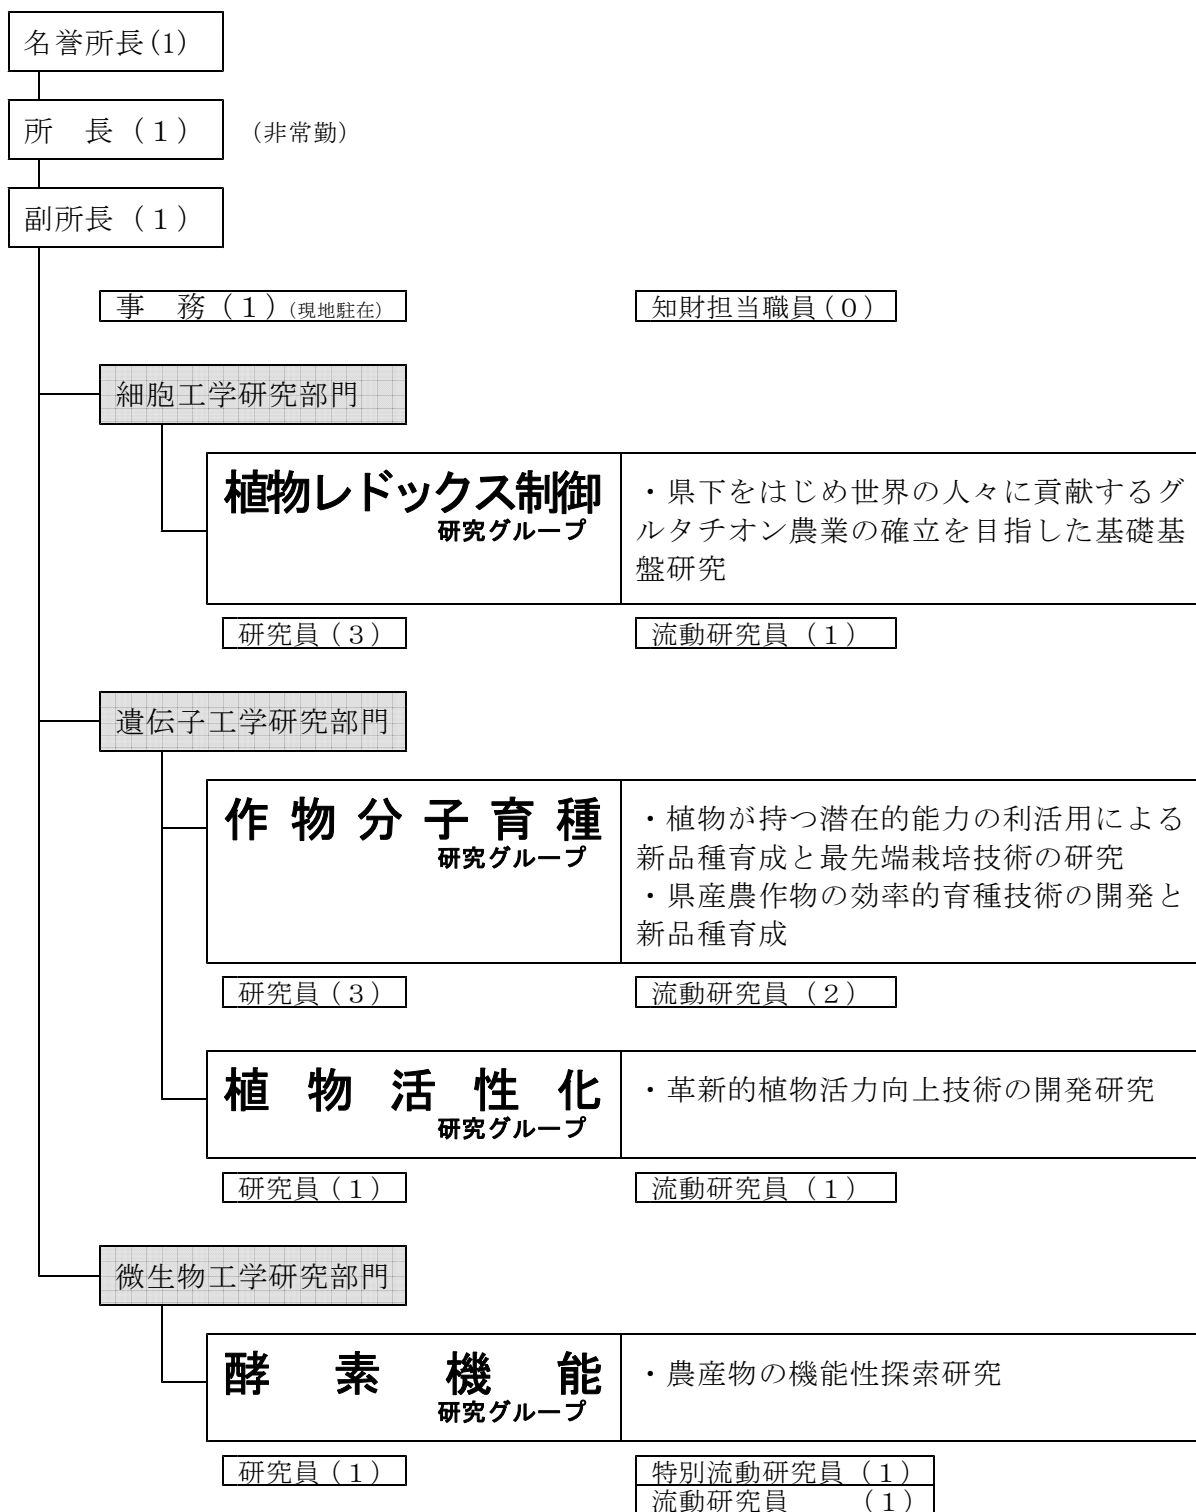 名誉所長(1)
所　長（１）　（非常勤）
副所長（１）
事　務（１）（現地駐在）　知財担当職員（０）
細胞工学研究部門
植物レドックス制御
研究グループ
・県下をはじめ世界の人々に貢献するグ
ルタチオン農業の確立を目指した基礎基
盤研究
研究員（３）　流動研究員（１）
遺伝子工学研究部門
作物分子育種
研究グループ
・植物が持つ潜在的能力の利活用による
新品種育成と最先端栽培技術の研究
・県産農作物の効率的育種技術の開発と
新品種育成
研究員（３）　流動研究員（２）
植物活性化
研究グループ
・革新的植物活力向上技術の開発研究
研究員（１）　流動研究員（１）
微生物工学研究部門
酵素機能
研究グループ
・農産物の機能性探索研究
研究員（１）　特別流動研究員（１）
流動研究員　　（１）